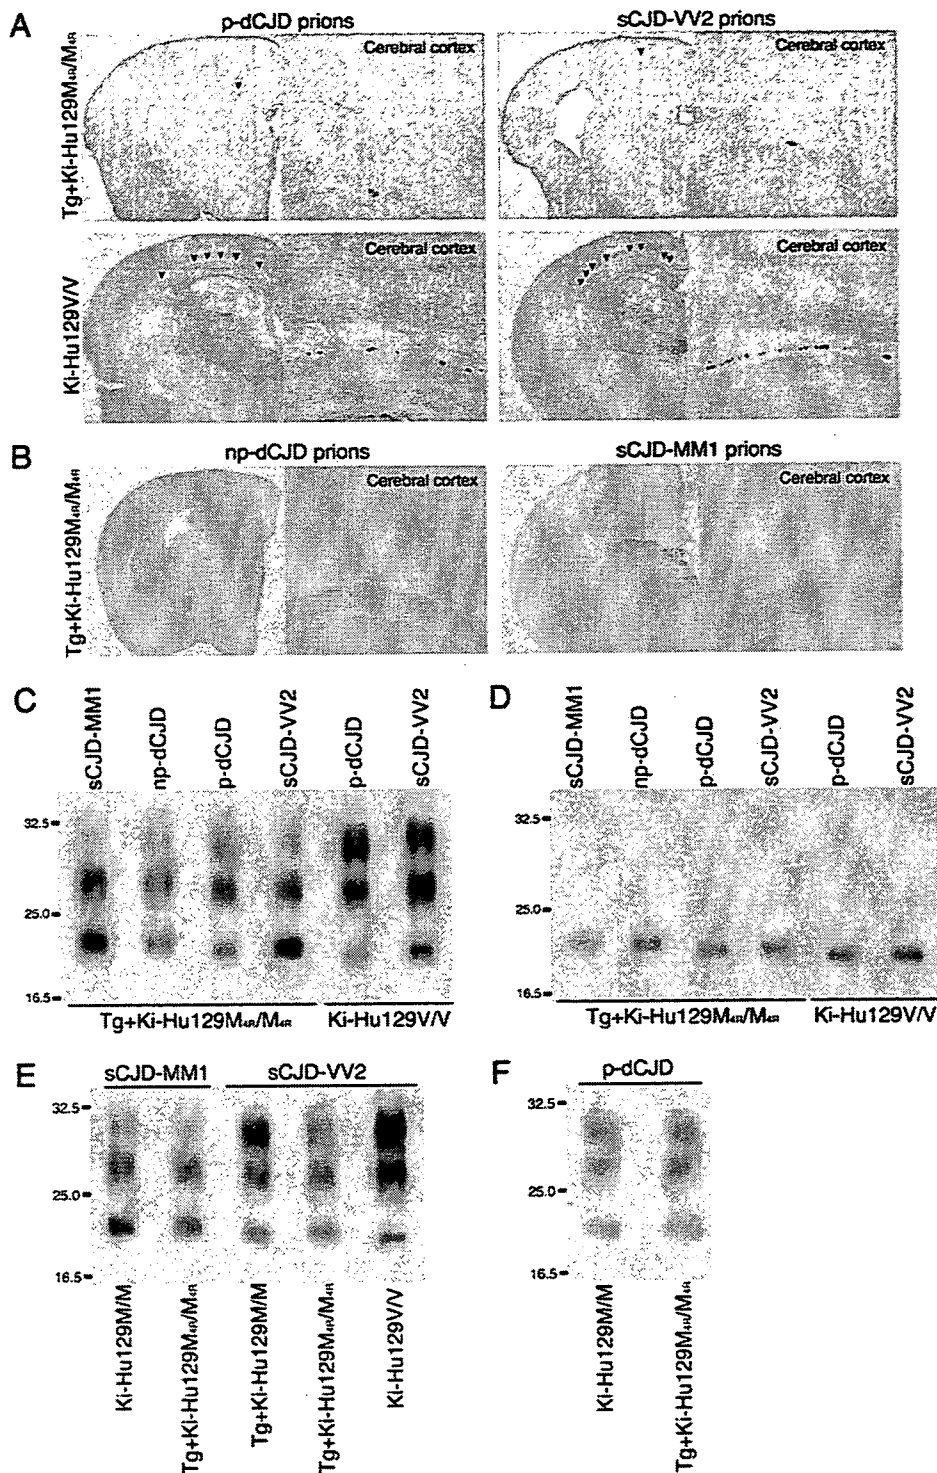 A
p-dCJD prions
sCJD-VV2 prions
Tg+Ki-Hu129M4R/M4R
Cerebral cortex
Cerebral cortex
Ki-Hu129V/V
Cerebral cortex
Cerebral cortex
B
np-dCJD prions
sCJD-MM1 prions
Tg+Ki-Hu129M4R/M4R
Cerebral cortex
Cerebral cortex
C
sCJD-MM1
np-dCJD
p-dCJD
sCJD-VV2
p-dCJD
sCJD-VV2
32.5
25.0
16.5
Tg+Ki-Hu129M4R/M4R
Ki-Hu129V/V
D
sCJD-MM1
np-dCJD
p-dCJD
sCJD-VV2
p-dCJD
sCJD-VV2
32.5
25.0
16.5
Tg+Ki-Hu129M4R/M4R
Ki-Hu129V/V
E
sCJD-MM1
sCJD-VV2
32.5
25.0
16.5
Ki-Hu129M/M
Tg+Ki-Hu129M4R/M4R
Tg+Ki-Hu129M/M
Tg+Ki-Hu129M4R/M4R
Ki-Hu129V/V
F
p-dCJD
32.5
25.0
16.5
Ki-Hu129M/M
Tg+Ki-Hu129M4R/M4R